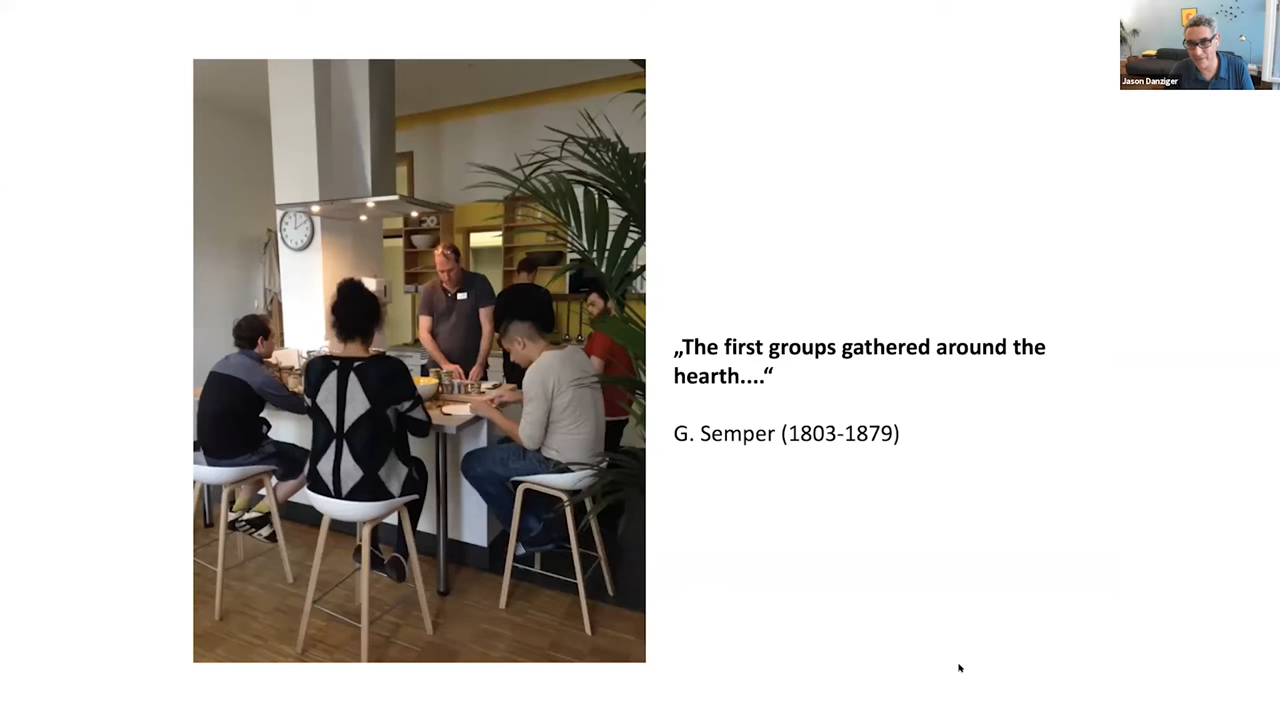 Jason Danziger
„The first groups gathered around the
hearth....“
G. Semper (1803-1879)